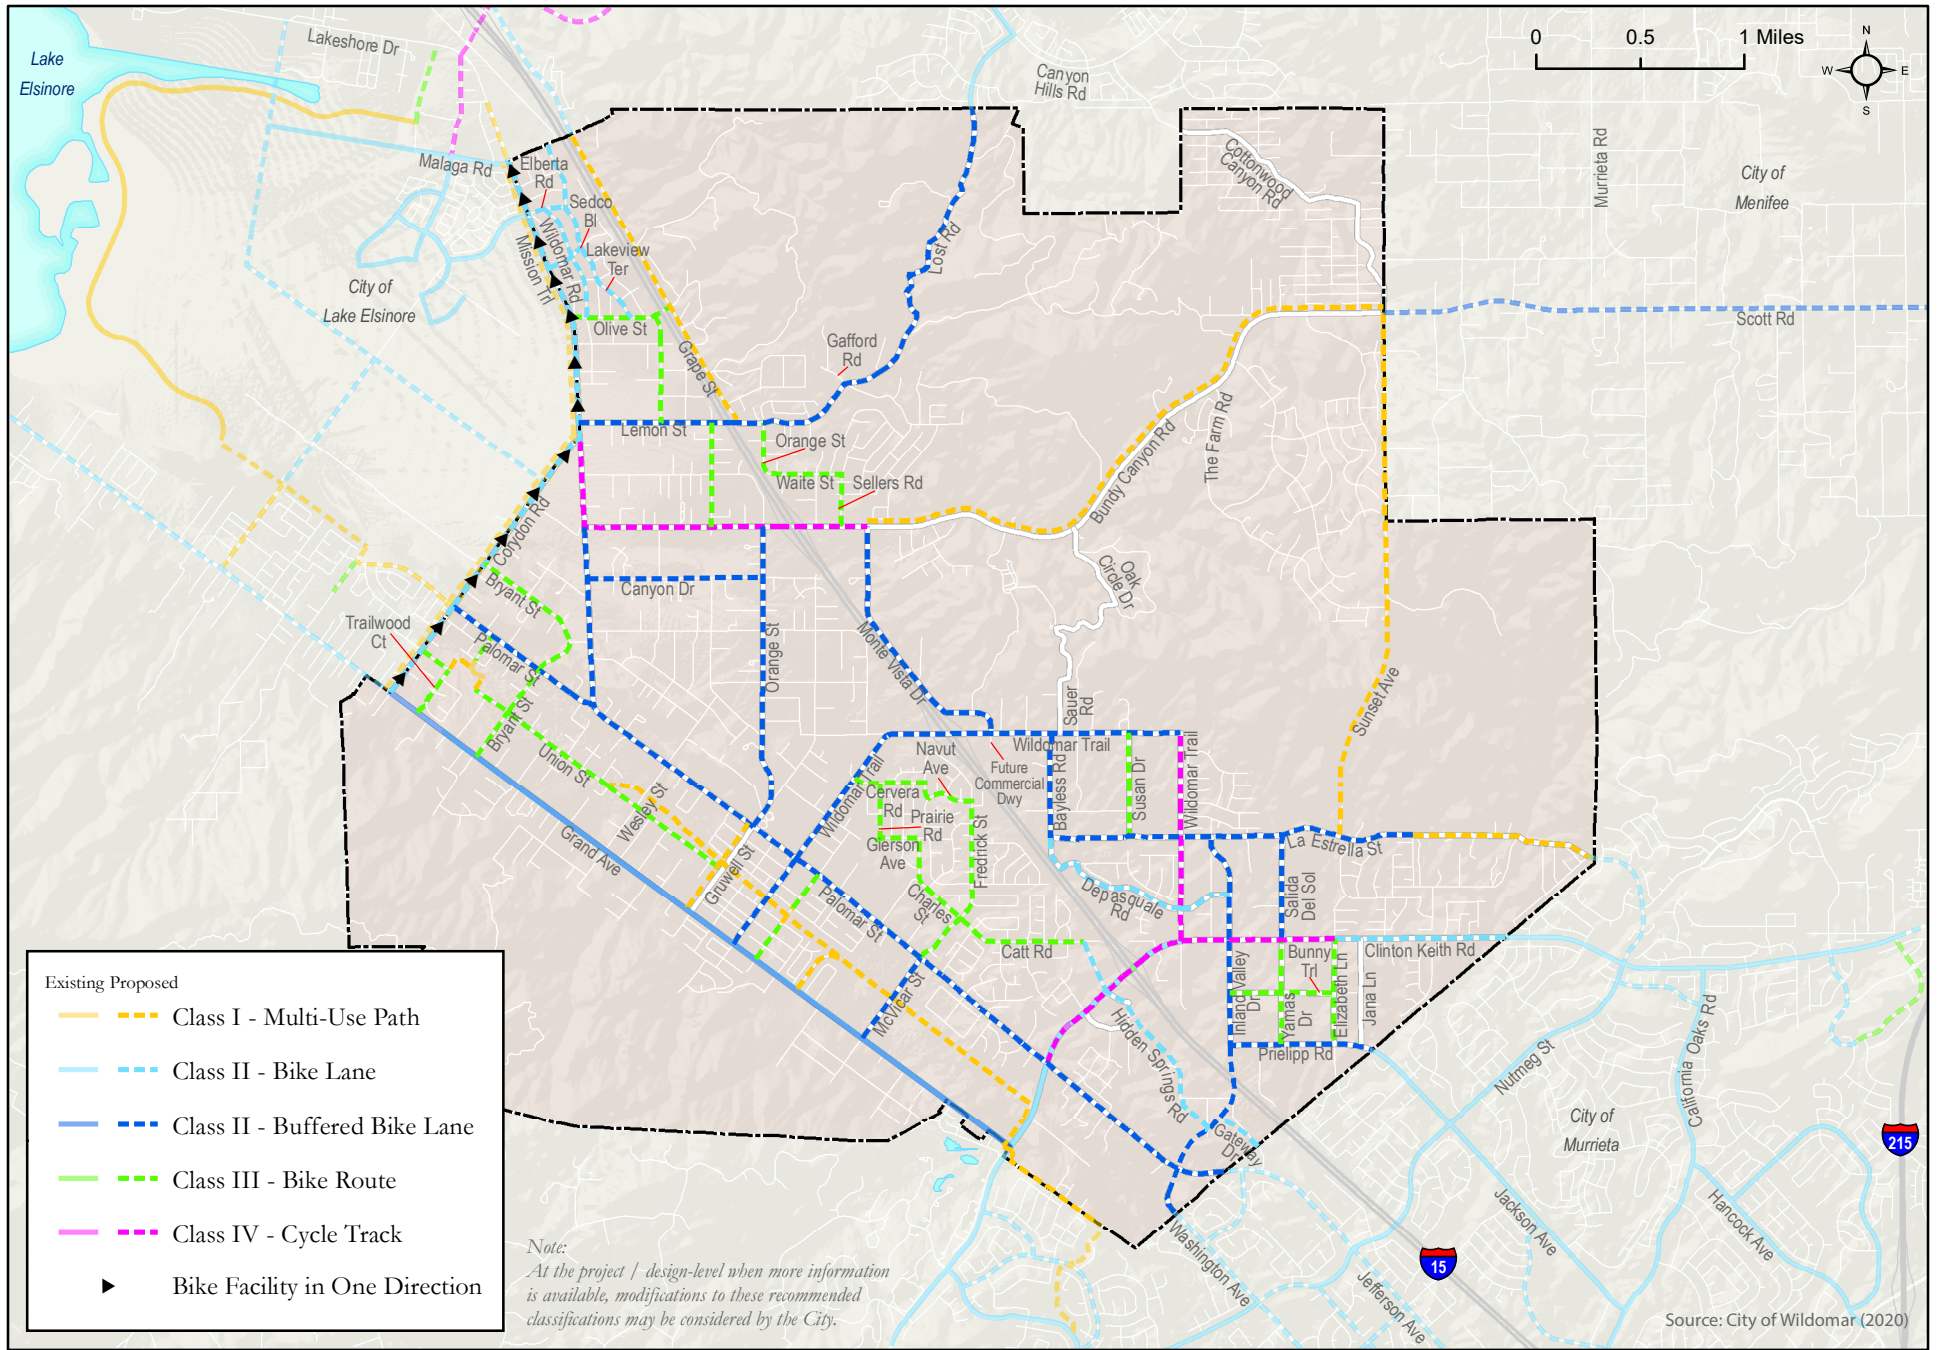 Lake
Elsinore
Lakeshore Dr
Canyon
Hills Rd
0 0.5 1 Miles
N
W E
S
Murrieta Rd
City of
Menifee
Cottonwood
Canyon Rd
Malaga Rd
Elberta
Rd
Sedco
Bl
Lakeview
Ter
Wildomar Rd
Mission Trl
City of
Lake Elsinore
Lost Rd
Olive St
Scott Rd
Grape St
Gafford
Rd
The Farm Rd
Lemon St
Orange St
Waite St
Sellers Rd
Bundy Canyon Rd
Corydon Rd
Oak
Circle Dr
Bryant St
Canyon Dr
Trailwood
Ct
Palomar St
Orange St
Monte Vista Dr
Sauer
Rd
Sunset Ave
Bryant St
Union St
Navut
Ave
Wildomar Trail
Future
Commercial
Dwy
Wildomar Trail
Bayless Rd
Susan Dr
Wildomar Trail
Cervera
Rd
Prairie
Rd
Gierson
Ave
Fredrick St
Wesley St
Grand Ave
Gruwell St
La Estrella St
Palomar St
Charles
St
Depasquale
Rd
Salida
Del Sol
Catt Rd
Clinton Keith Rd
Bunny
Trl
Inland Valley
Dr
Yamas
Dr
Elizabeth Ln
Jana Ln
McVicar St
Hidden Springs Rd
Prielipp Rd
Nutmeg St
California Oaks Rd
Gateway
Dr
City of
Murrieta
215
Jackson Ave
Hancock Ave
Washington Ave
Jefferson Ave
15
Existing Proposed
Class I - Multi-Use Path
Class II - Bike Lane
Class II - Buffered Bike Lane
Class III - Bike Route
Class IV - Cycle Track
Bike Facility in One Direction
Note:
At the project / design-level when more information
is available, modifications to these recommended
classifications may be considered by the City.
Source: City of Wildomar (2020)